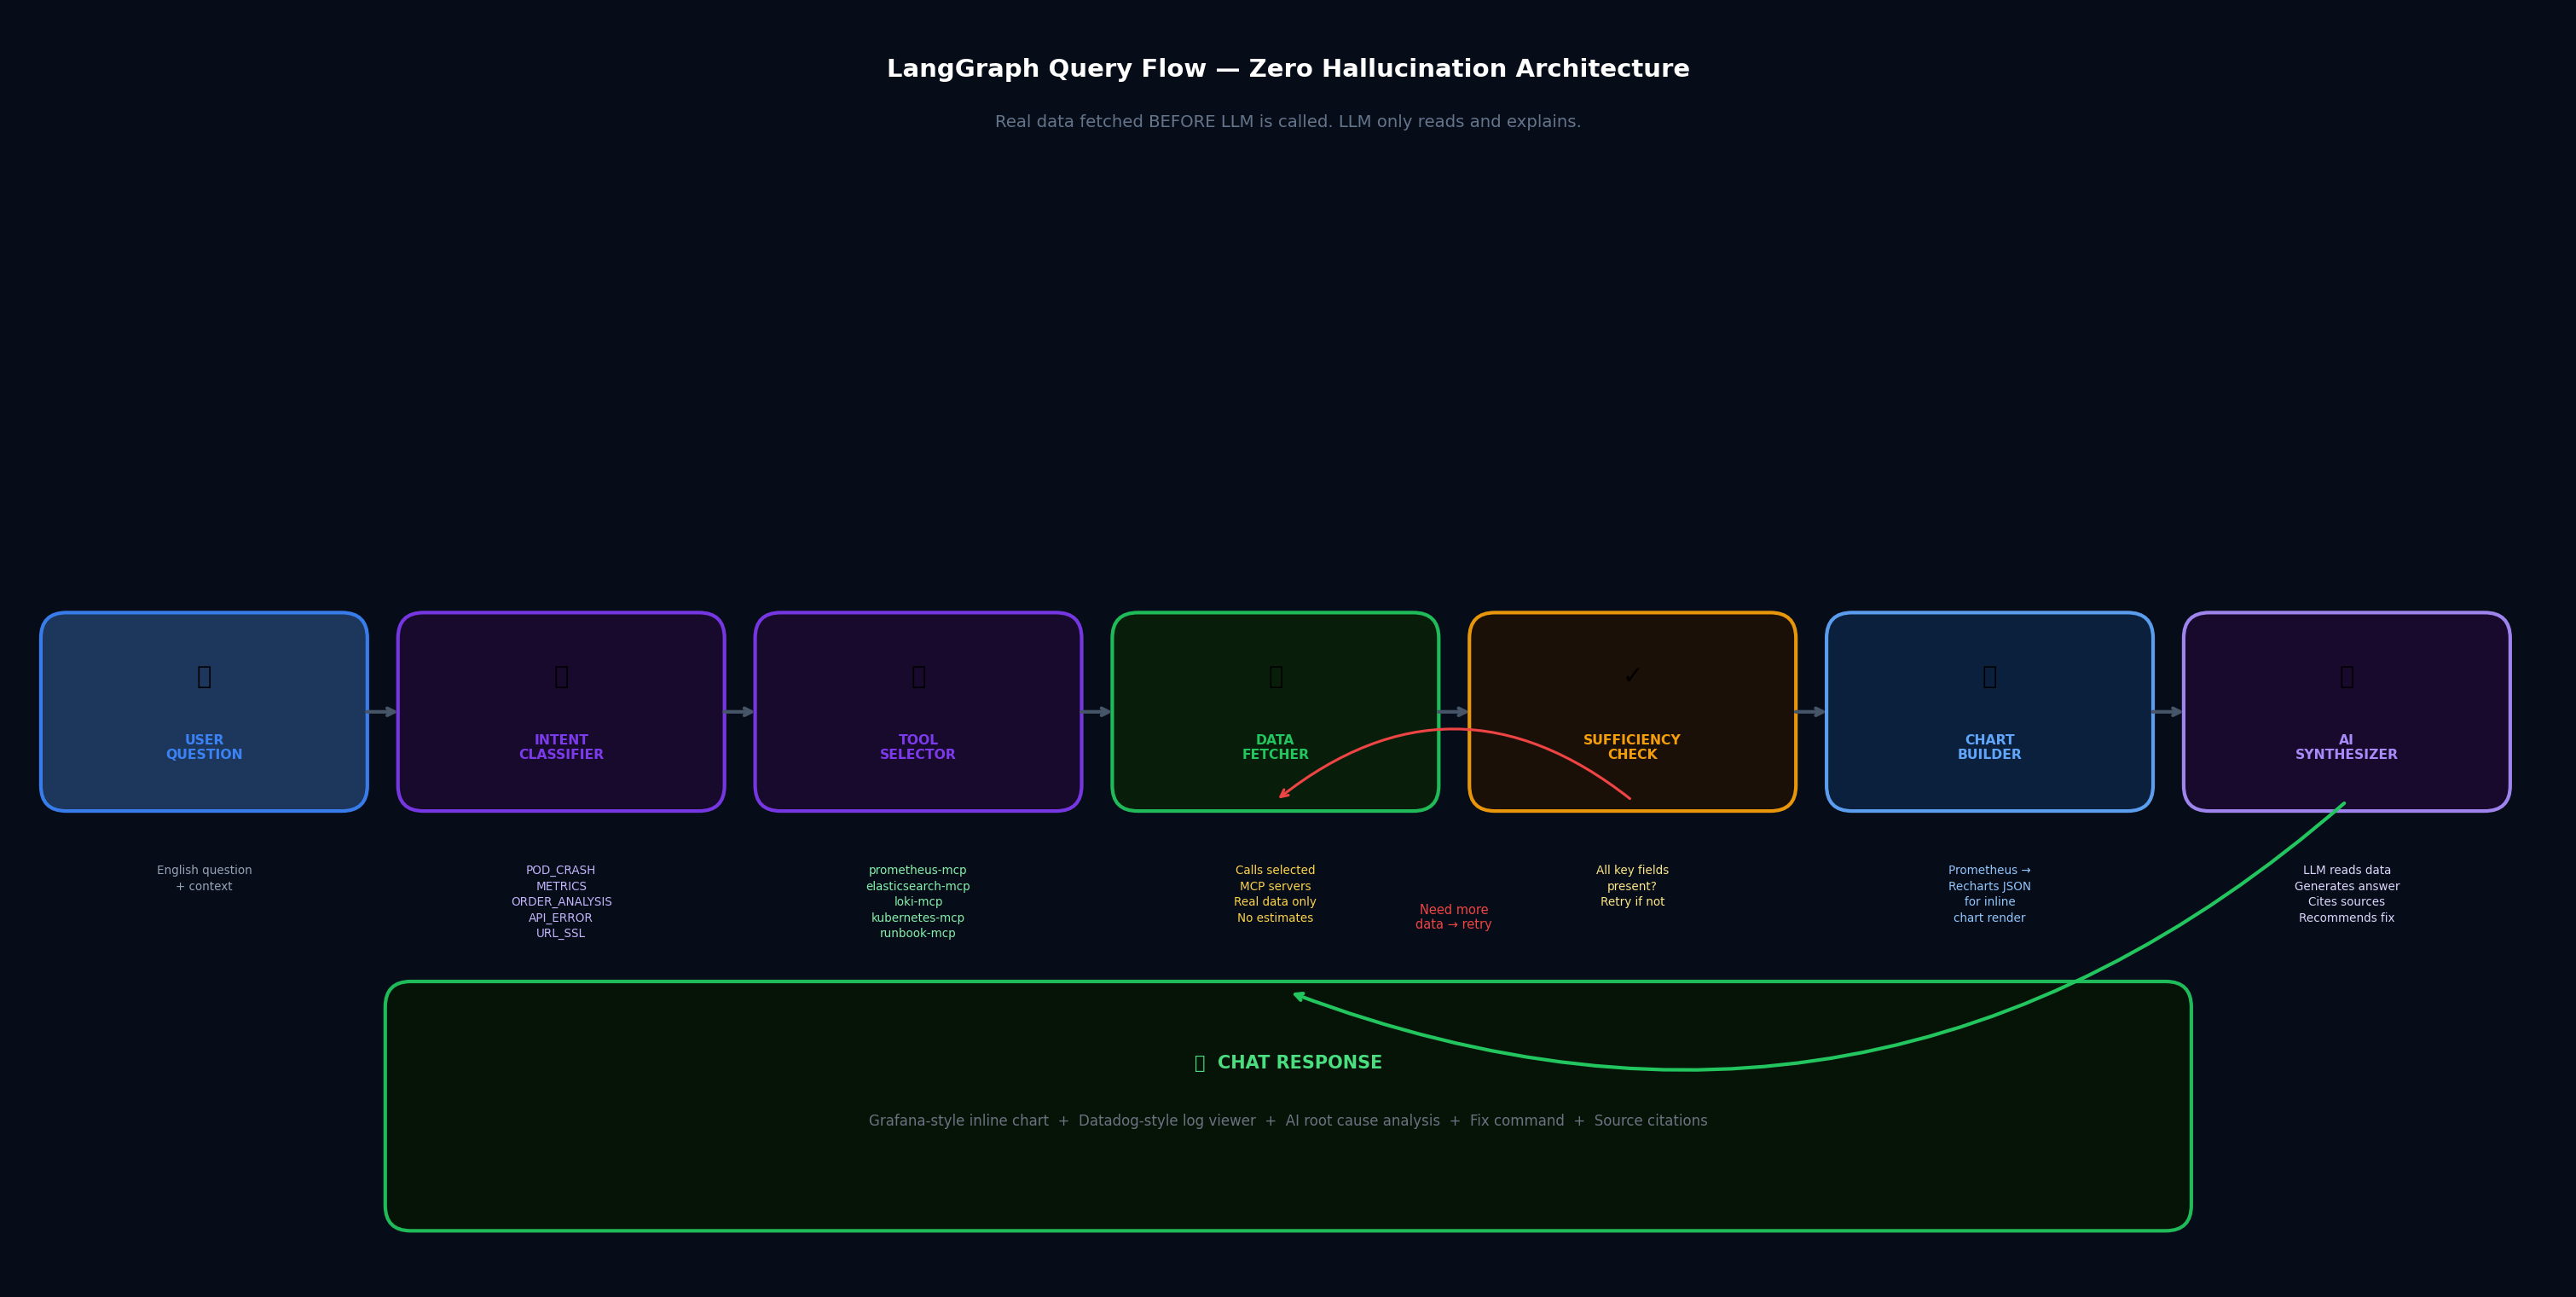 LangGraph Query Flow — Zero Hallucination Architecture
Real data fetched BEFORE LLM is called. LLM only reads and explains.
✓
USER
QUESTION
INTENT
CLASSIFIER
TOOL
SELECTOR
DATA
FETCHER
SUFFICIENCY
CHECK
CHART
BUILDER
AI
SYNTHESIZER
English question
+ context
POD_CRASH
METRICS
ORDER_ANALYSIS
API_ERROR
URL_SSL
prometheus-mcp
elasticsearch-mcp
loki-mcp
kubernetes-mcp
runbook-mcp
Calls selected
MCP servers
Real data only
No estimates
Need more
data → retry
All key fields
present?
Retry if not
Prometheus →
Recharts JSON
for inline
chart render
LLM reads data
Generates answer
Cites sources
Recommends fix
CHAT RESPONSE
Grafana-style inline chart + Datadog-style log viewer + AI root cause analysis + Fix command + Source citations